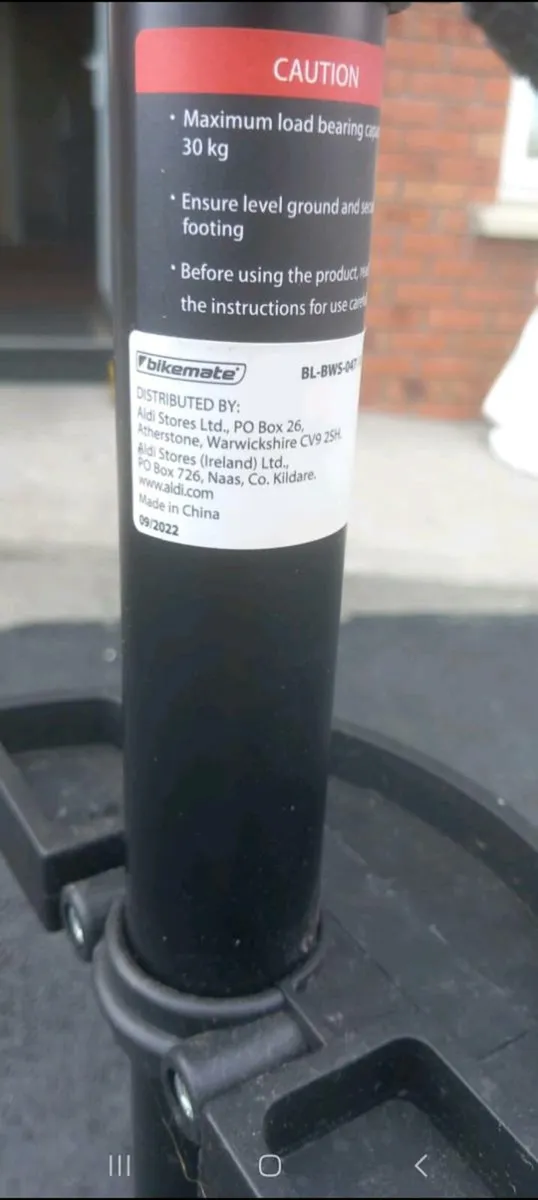 CAUTION
• Maximum load bearing
30 kg
• Ensure level ground and
footing
• Before using the product,
the instructions for use
bikemate®
BL-BWS-047
DISTRIBUTED BY:
Aldi Stores Ltd., PO Box 26,
Atherstone, Warwickshire CV9 2SH.
Aldi Stores (Ireland) Ltd.,
PO Box 726, Naas, Co. Kildare.
www.aldi.com
Made in China
09/2022